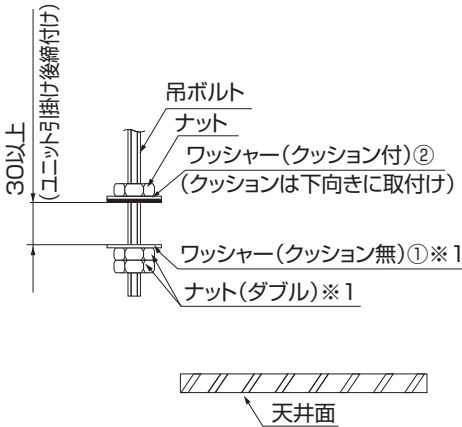 30以上
(ユニット引掛け後締付け)
吊ボルト
ナット
ワッシャー(クッション付)②
(クッションは下向きに取付け)
ワッシャー(クッション無)①※1
ナット(ダブル)※1
天井面